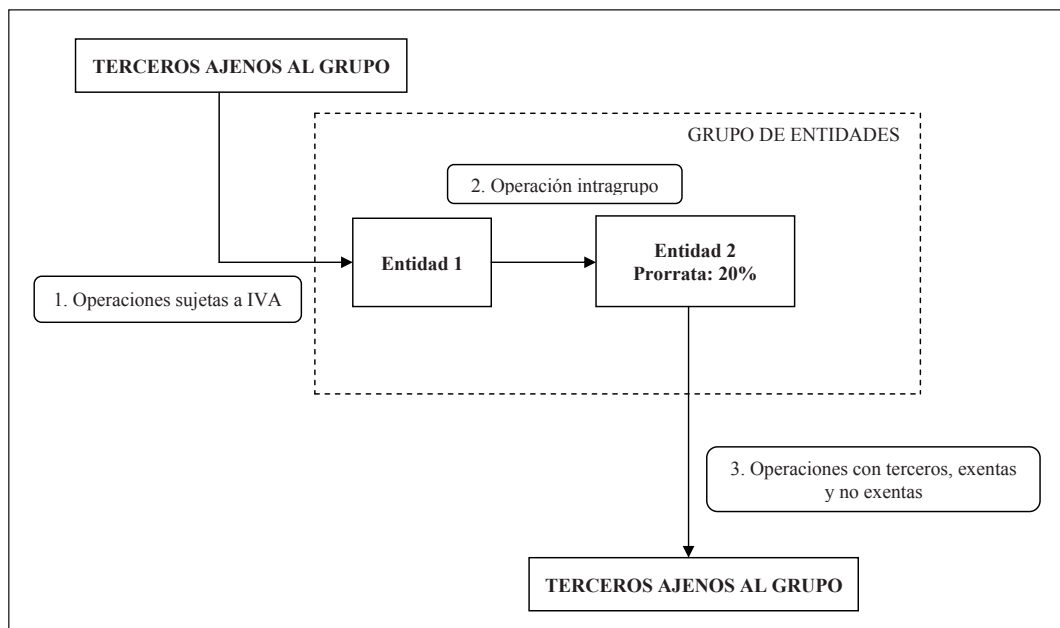 TERCEROS AJENOS AL GRUPO
GRUPO DE ENTIDADES
2. Operación intragrupo
Entidad 1
Entidad 2
Prorrata: 20%
1. Operaciones sujetas a IVA
3. Operaciones con terceros, exentas
y no exentas
TERCEROS AJENOS AL GRUPO